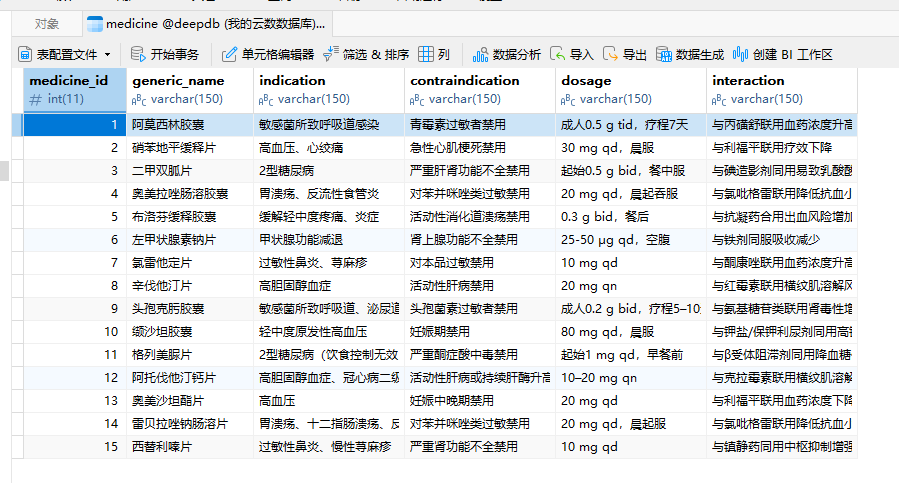 对象 medicine @deepdb (我的云数据库)...
表配置文件 开始事务 单元格编辑器 筛选 & 排序 列 数据分析 导入 导出 数据生成 创建 BI 工作区
medicine_id generic_name indication contraindication dosage interaction
# int(11) ABC varchar(150) ABC varchar(150) ABC varchar(150) ABC varchar(150) ABC varchar(150)
1 阿莫西林胶囊 敏感菌所致呼吸道感染 青霉素过敏者禁用 成人0.5 g tid，疗程7天 与丙磺舒联用血药浓度升高
2 硝苯地平缓释片 高血压、心绞痛 急性心肌梗死禁用 30 mg qd，晨服 与利福平联用疗效下降
3 二甲双胍片 2型糖尿病 严重肝肾功能不全禁用 起始0.5 g bid，餐中服 与碘造影剂同用易致乳酸酸
4 奥美拉唑肠溶胶囊 胃溃疡、反流性食管炎 对苯并咪唑类过敏禁用 20 mg qd，晨起吞服 与氯吡格雷联用降低抗血小
5 布洛芬缓释胶囊 缓解轻中度疼痛、炎症 活动性消化道溃疡禁用 0.3 g bid，餐后 与抗凝药合用出血风险增加
6 左甲状腺素钠片 甲状腺功能减退 肾上腺功能不全禁用 25-50 µg qd，空腹 与铁剂同服吸收减少
7 氯雷他定片 过敏性鼻炎、荨麻疹 对本品过敏禁用 10 mg qd 与酮康唑联用血药浓度升高
8 辛伐他汀片 高胆固醇血症 活动性肝病禁用 20 mg qn 与红霉素联用横纹肌溶解风
9 头孢克肟胶囊 敏感菌所致呼吸道、泌尿道 头孢菌素过敏者禁用 成人0.2 g bid，疗程5–10 与氨基糖苷类联用肾毒性增
10 缬沙坦胶囊 轻中度原发性高血压 妊娠期禁用 80 mg qd，晨服 与钾盐/保钾利尿剂同用高钾
11 格列美脲片 2型糖尿病（饮食控制无效 严重酮症酸中毒禁用 起始1 mg qd，早餐前 与β受体阻滞剂同用降血糖
12 阿托伐他汀钙片 高胆固醇血症、冠心病二级 活动性肝病或持续肝酶升高 10–20 mg qn 与克拉霉素联用横纹肌溶解
13 奥美沙坦酯片 高血压 妊娠中晚期禁用 20 mg qd 与利福平联用血药浓度下降
14 雷贝拉唑钠肠溶片 胃溃疡、十二指肠溃疡、反 对苯并咪唑类过敏禁用 20 mg qd，晨起服 与氯吡格雷联用降低抗血小
15 西替利嗪片 过敏性鼻炎、慢性荨麻疹 严重肾功能不全禁用 10 mg qd 与镇静药同用中枢抑制增强